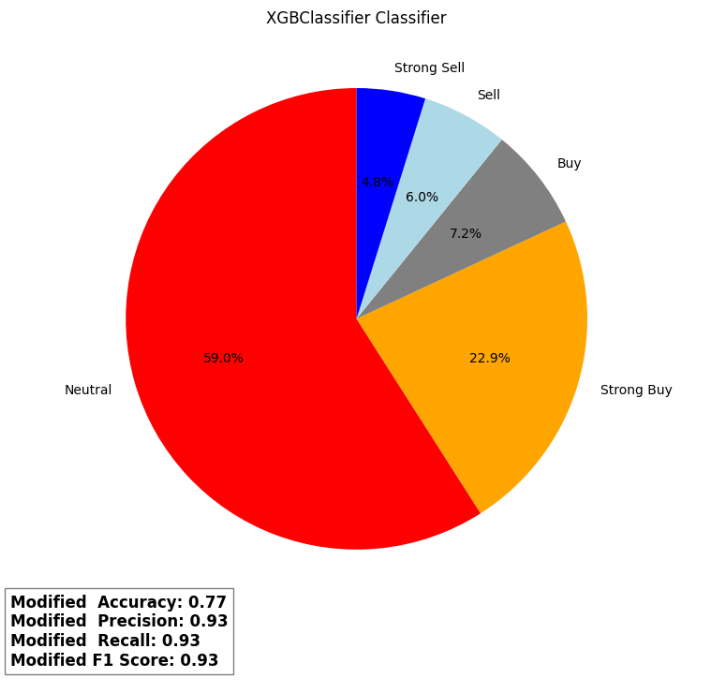 XGBClassifier Classifier
Strong Sell
Sell
Buy
4.8%
6.0%
7.2%
59.0%
22.9%
Neutral
Strong Buy
Modified  Accuracy: 0.77
Modified  Precision: 0.93
Modified  Recall: 0.93
Modified F1 Score: 0.93